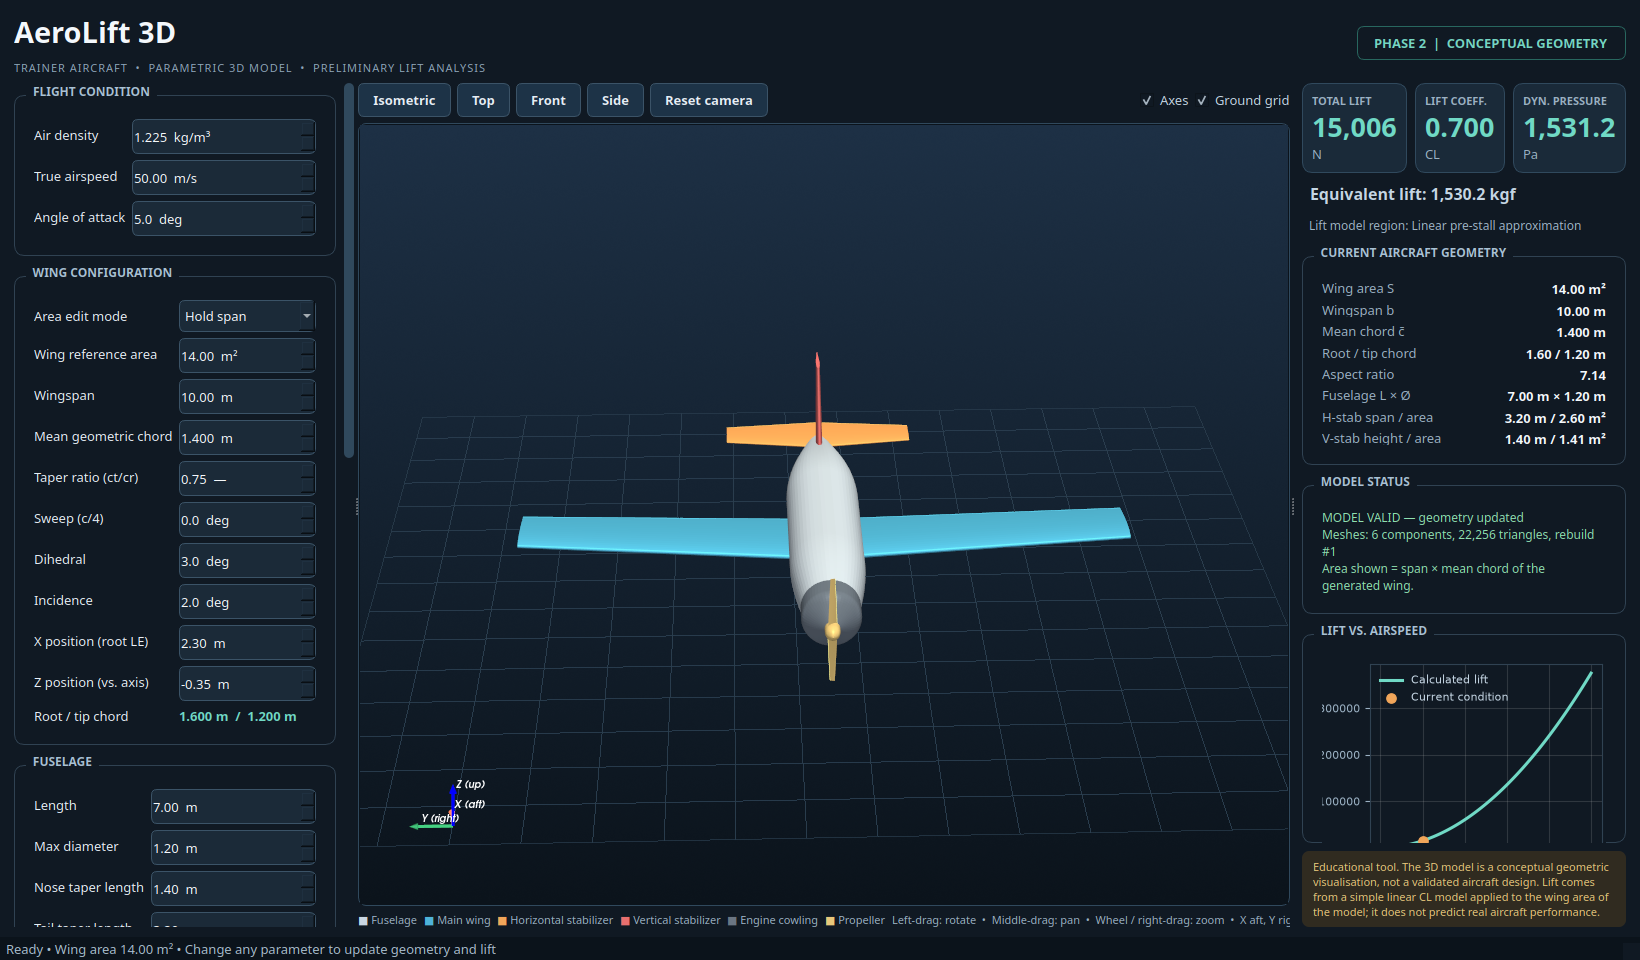 AeroLift 3D
TRAINER AIRCRAFT • PARAMETRIC 3D MODEL • PRELIMINARY LIFT ANALYSIS
PHASE 2 | CONCEPTUAL GEOMETRY
FLIGHT CONDITION
Air density 1.225 kg/m³
True airspeed 50.00 m/s
Angle of attack 5.0 deg
WING CONFIGURATION
Area edit mode Hold span
Wing reference area 14.00 m²
Wingspan 10.00 m
Mean geometric chord 1.400 m
Taper ratio (ct/cr) 0.75 —
Sweep (c/4) 0.0 deg
Dihedral 3.0 deg
Incidence 2.0 deg
X position (root LE) 2.30 m
Z position (vs. axis) -0.35 m
Root / tip chord 1.600 m / 1.200 m
FUSELAGE
Length 7.00 m
Max diameter 1.20 m
Nose taper length 1.40 m
Isometric Top Front Side Reset camera
✓ Axes ✓ Ground grid
Z (up)
X (aft)
Y (right)
Fuselage Main wing Horizontal stabilizer Vertical stabilizer Engine cowling Propeller Left-drag: rotate • Middle-drag: pan • Wheel / right-drag: zoom • X aft, Y
TOTAL LIFT
15,006
N
LIFT COEFF.
0.700
CL
DYN. PRESSURE
1,531.2
Pa
Equivalent lift: 1,530.2 kgf
Lift model region: Linear pre-stall approximation
CURRENT AIRCRAFT GEOMETRY
Wing area S 14.00 m²
Wingspan b 10.00 m
Mean chord c̄ 1.400 m
Root / tip chord 1.60 / 1.20 m
Aspect ratio 7.14
Fuselage L × Ø 7.00 m × 1.20 m
H-stab span / area 3.20 m / 2.60 m²
V-stab height / area 1.40 m / 1.41 m²
MODEL STATUS
MODEL VALID — geometry updated
Meshes: 6 components, 22,256 triangles, rebuild
#1
Area shown = span × mean chord of the
generated wing.
LIFT VS. AIRSPEED
Calculated lift
Current condition
300000
200000
100000
Educational tool. The 3D model is a conceptual geometric
visualisation, not a validated aircraft design. Lift comes
from a simple linear CL model applied to the wing area of
the model; it does not predict real aircraft performance.
Ready • Wing area 14.00 m² • Change any parameter to update geometry and lift